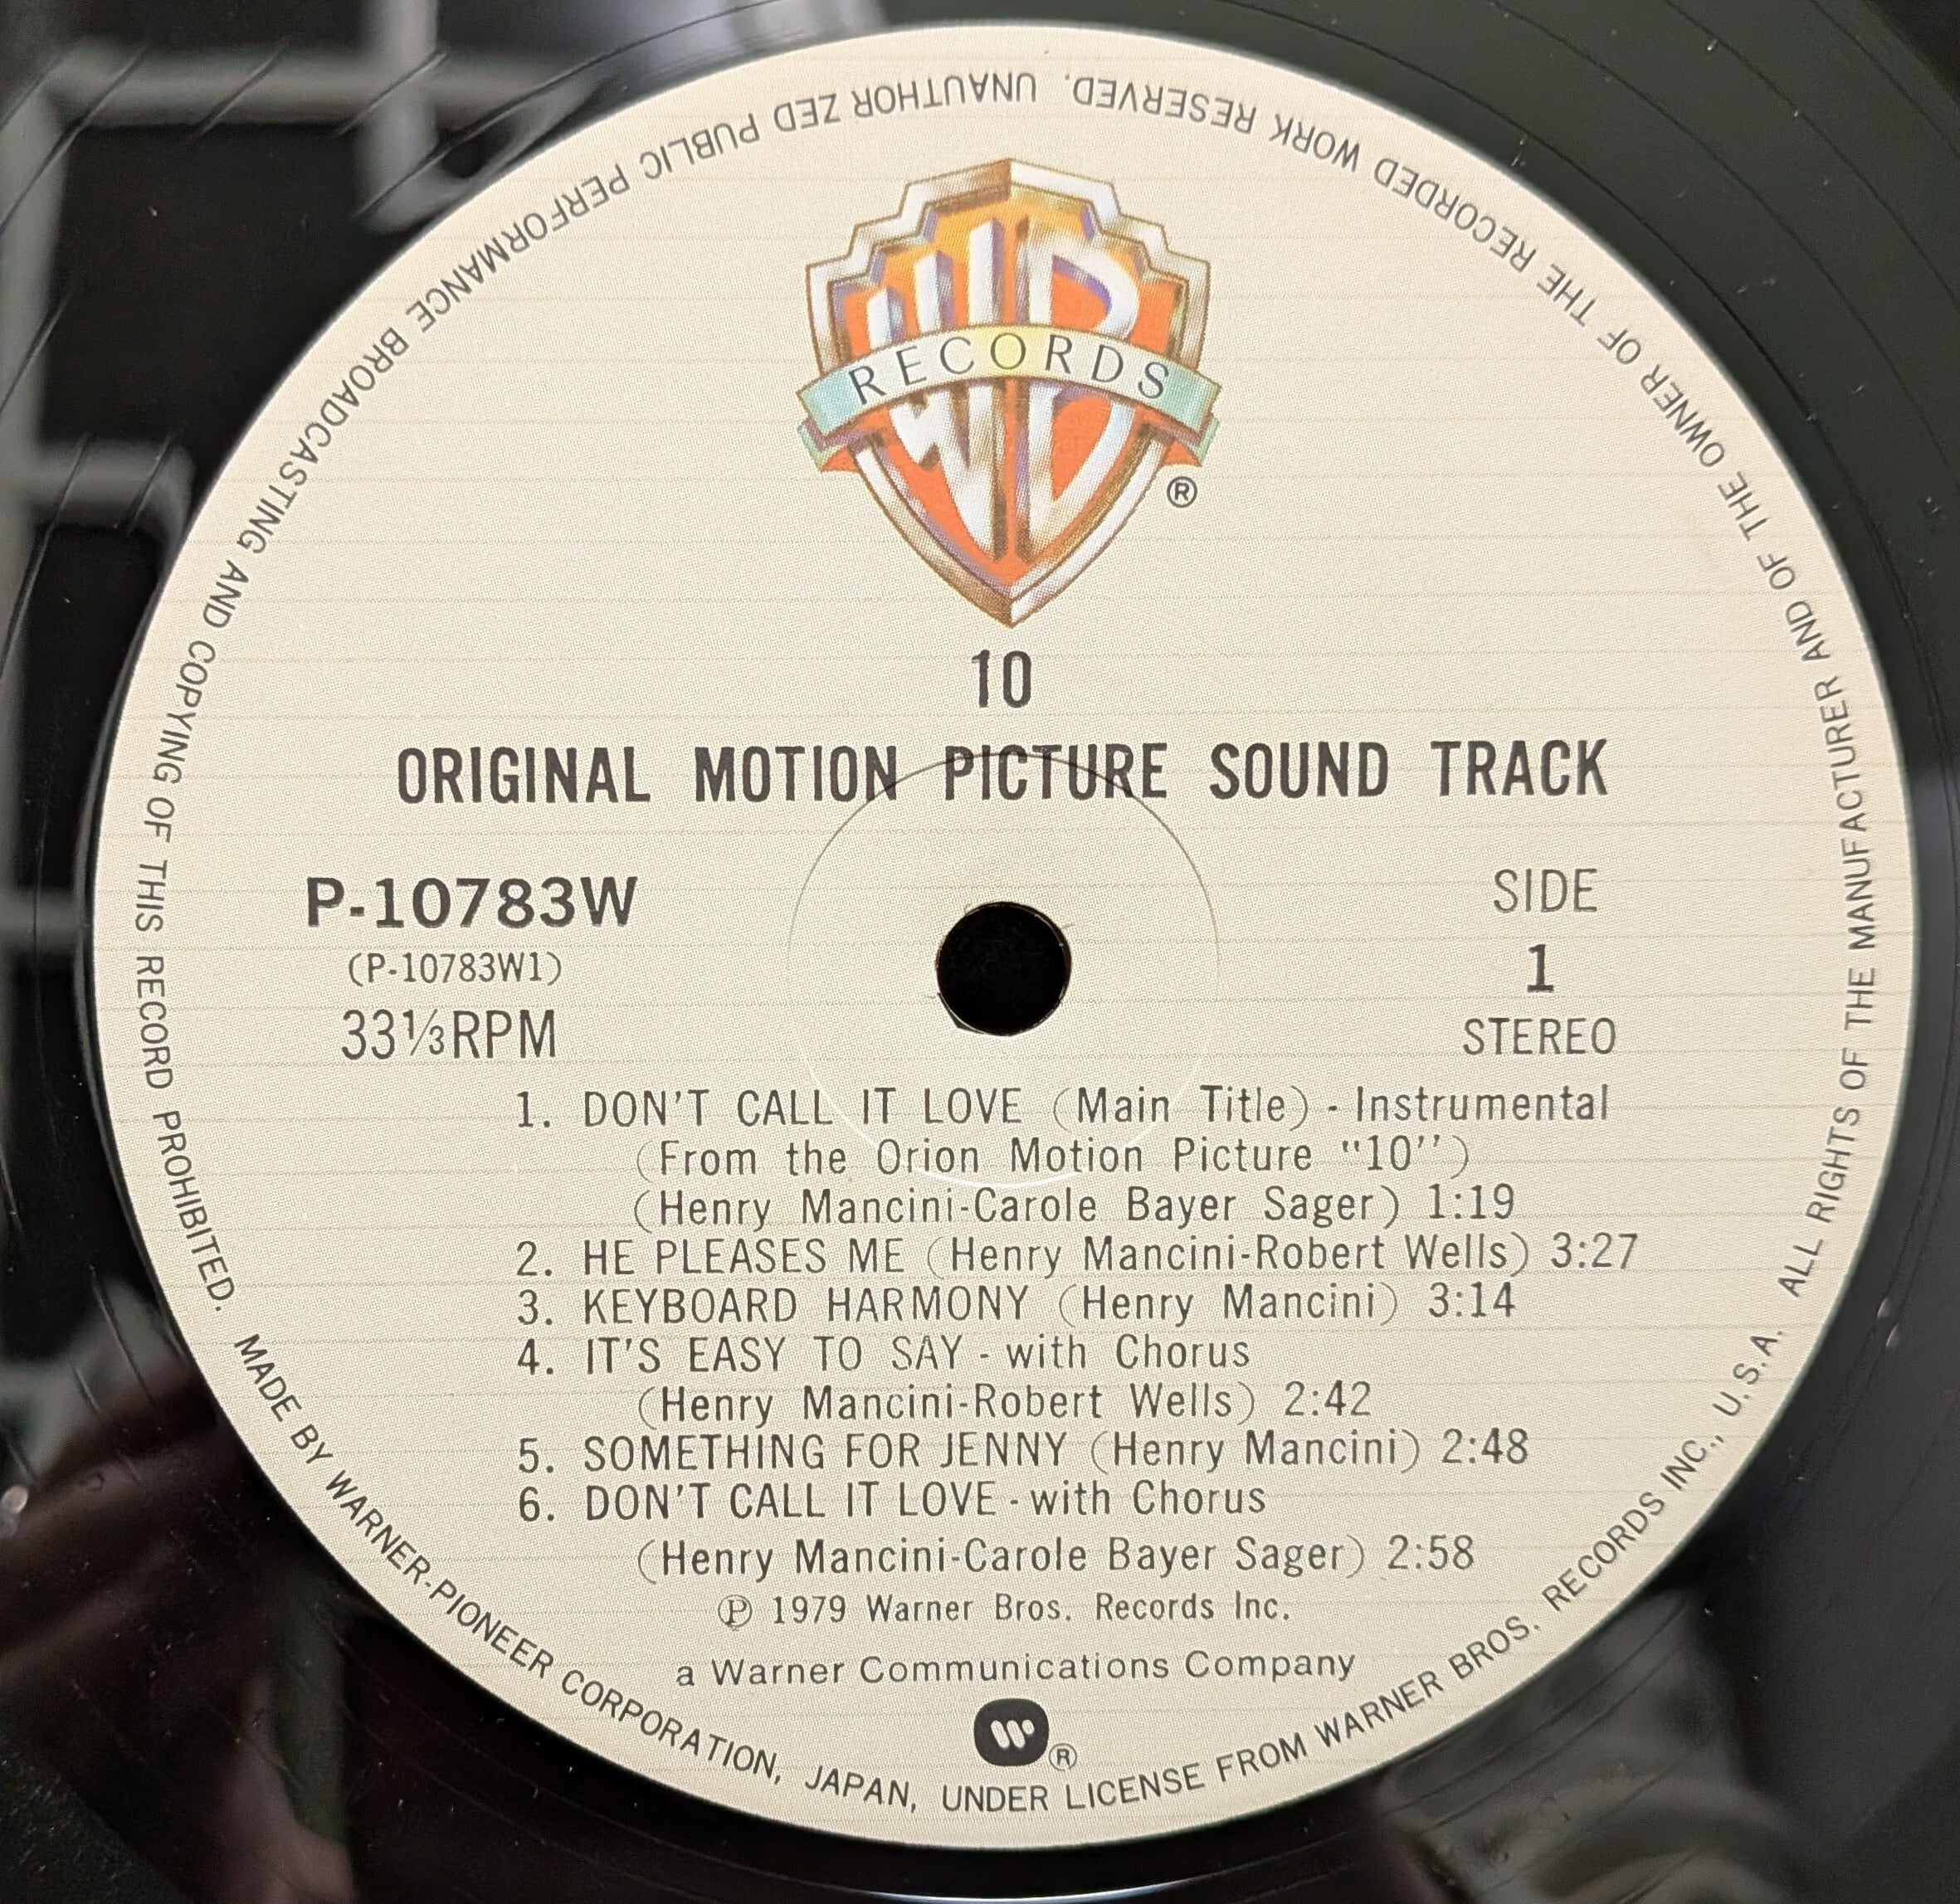 WB
RECORDS
®
10
ORIGINAL MOTION PICTURE SOUND TRACK
P-10783W
(P-10783W1)
33⅓RPM
SIDE
1
STEREO
1. DON'T CALL IT LOVE (Main Title) - Instrumental
(From the Orion Motion Picture "10")
(Henry Mancini-Carole Bayer Sager) 1:19
2. HE PLEASES ME (Henry Mancini-Robert Wells) 3:27
3. KEYBOARD HARMONY (Henry Mancini) 3:14
4. IT'S EASY TO SAY - with Chorus
(Henry Mancini-Robert Wells) 2:42
5. SOMETHING FOR JENNY (Henry Mancini) 2:48
6. DON'T CALL IT LOVE - with Chorus
(Henry Mancini-Carole Bayer Sager) 2:58
℗ 1979 Warner Bros. Records Inc.
a Warner Communications Company
W®
MADE BY WARNER-PIONEER CORPORATION, JAPAN, UNDER LICENSE FROM WARNER BROS. RECORDS INC., U.S.A. ALL RIGHTS OF THE MANUFACTURER AND OF THE OWNER OF THE RECORDED WORK RESERVED. UNAUTHOR ZED PUBLIC PERFORMANCE BROADCASTING AND COPYING OF THIS RECORD PROHIBITED.